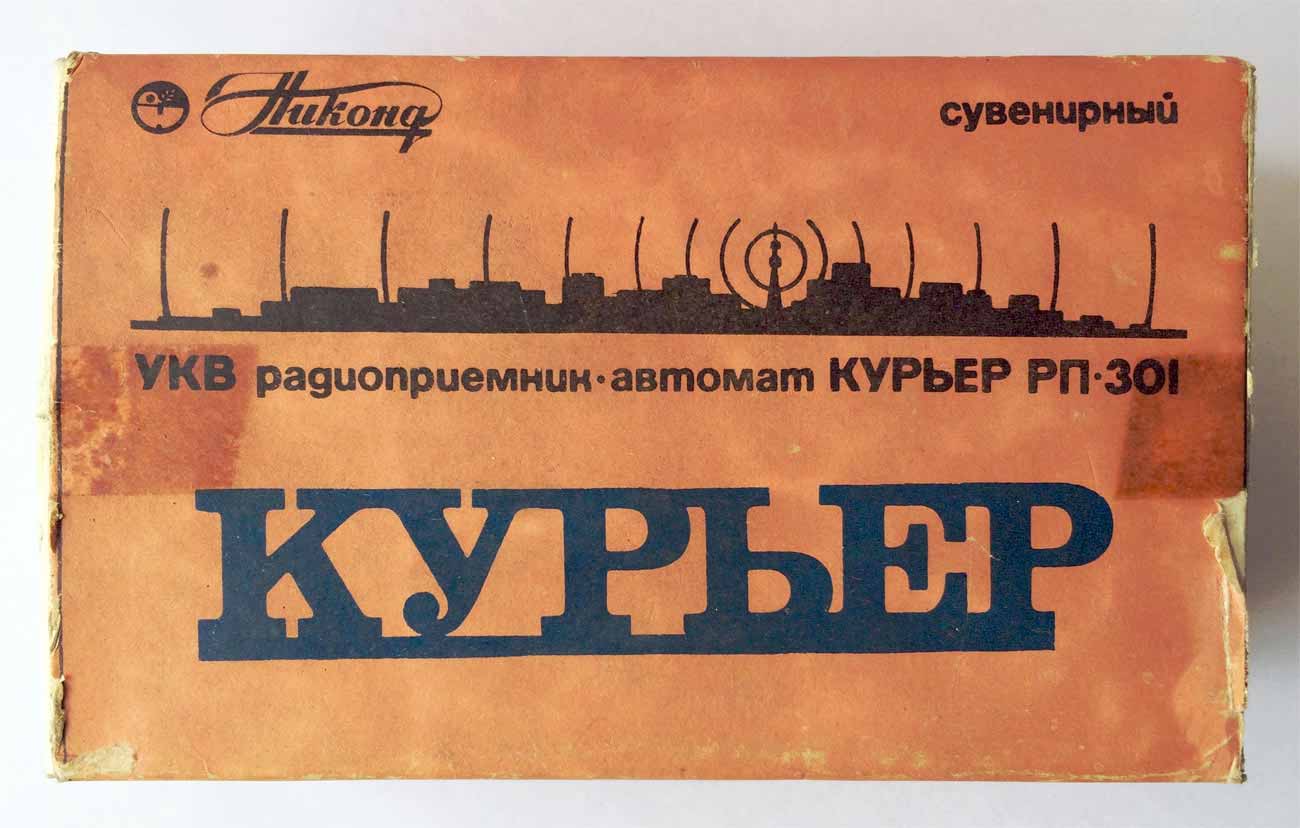 Никонд сувенирный
УКВ радиоприемник·автомат КУРЬЕР РП·301
КУРЬЕР